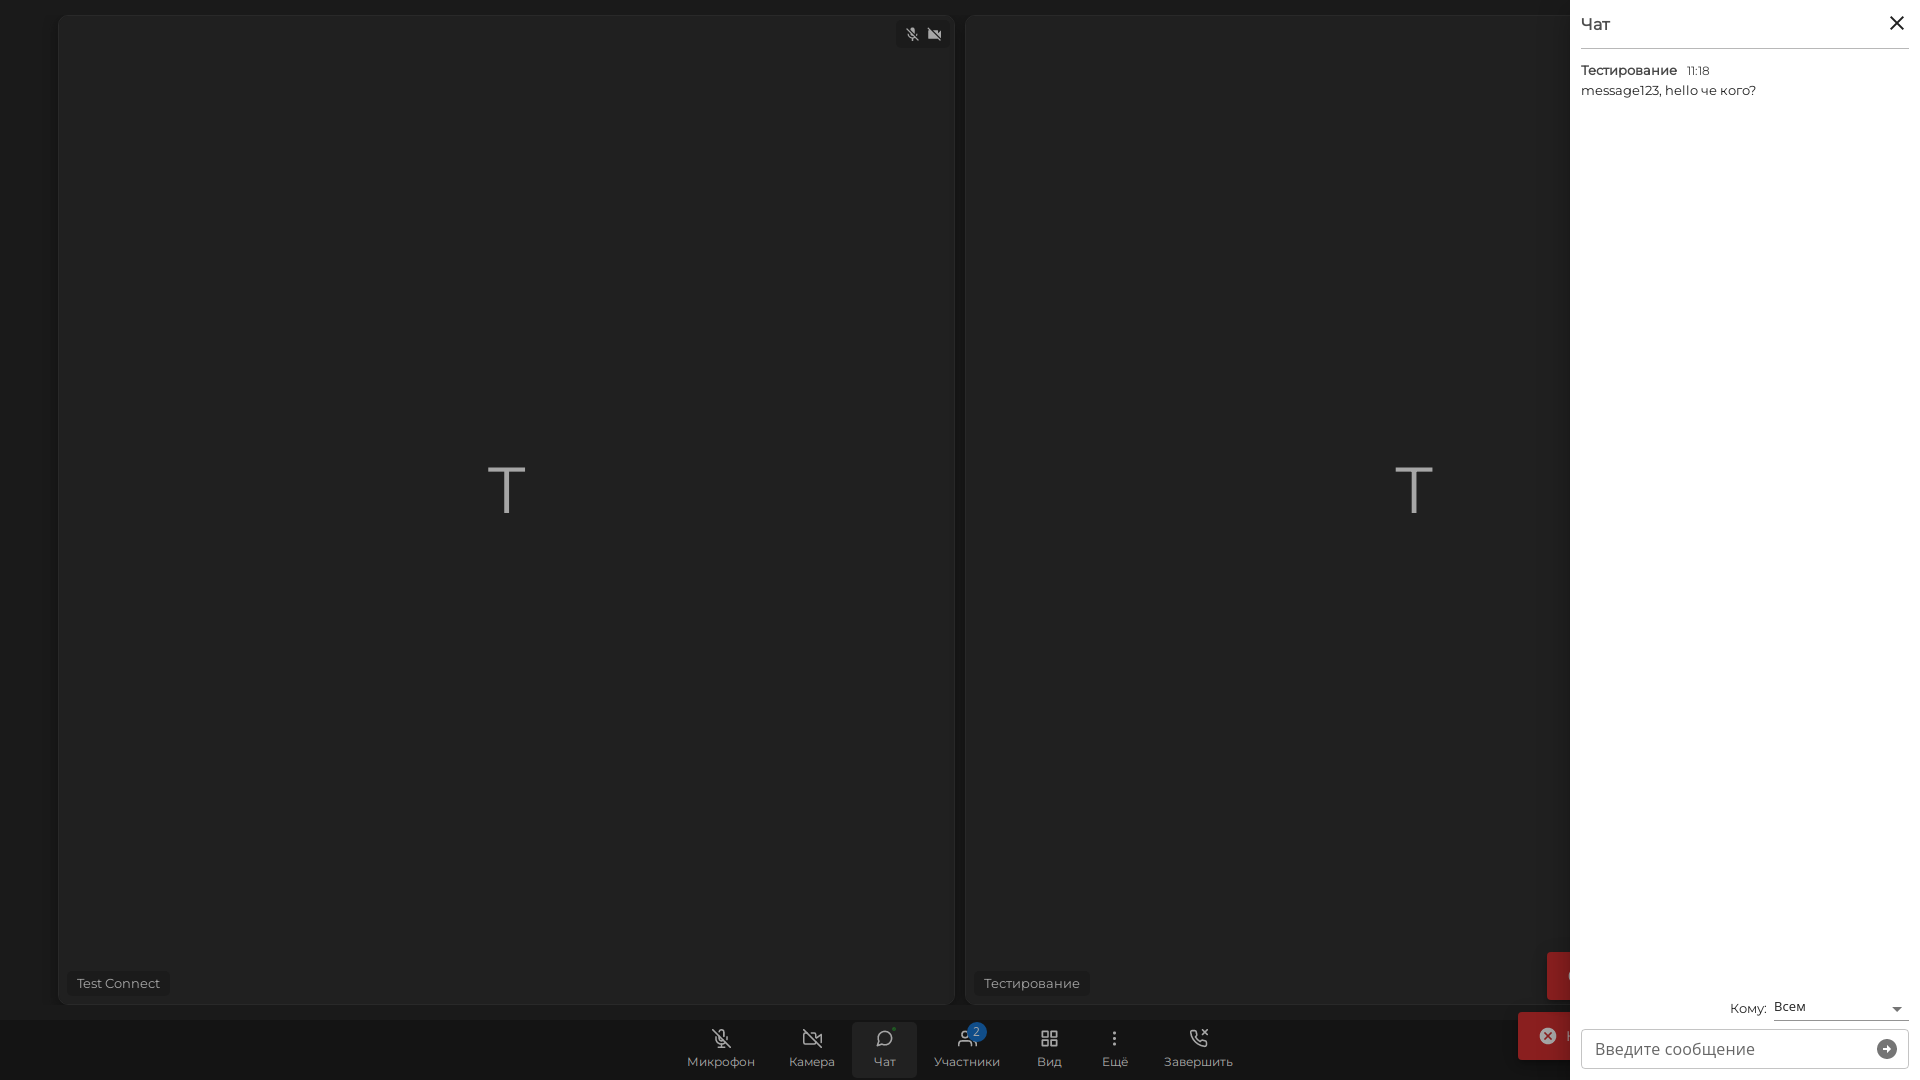 Чат
Тестирование 11:18
message123, hello че кого?
T
Т
Test Connect
Тестирование
Кому: Всем
Введите сообщение
2
Микрофон
Камера
Чат
Участники
Вид
Ещё
Завершить